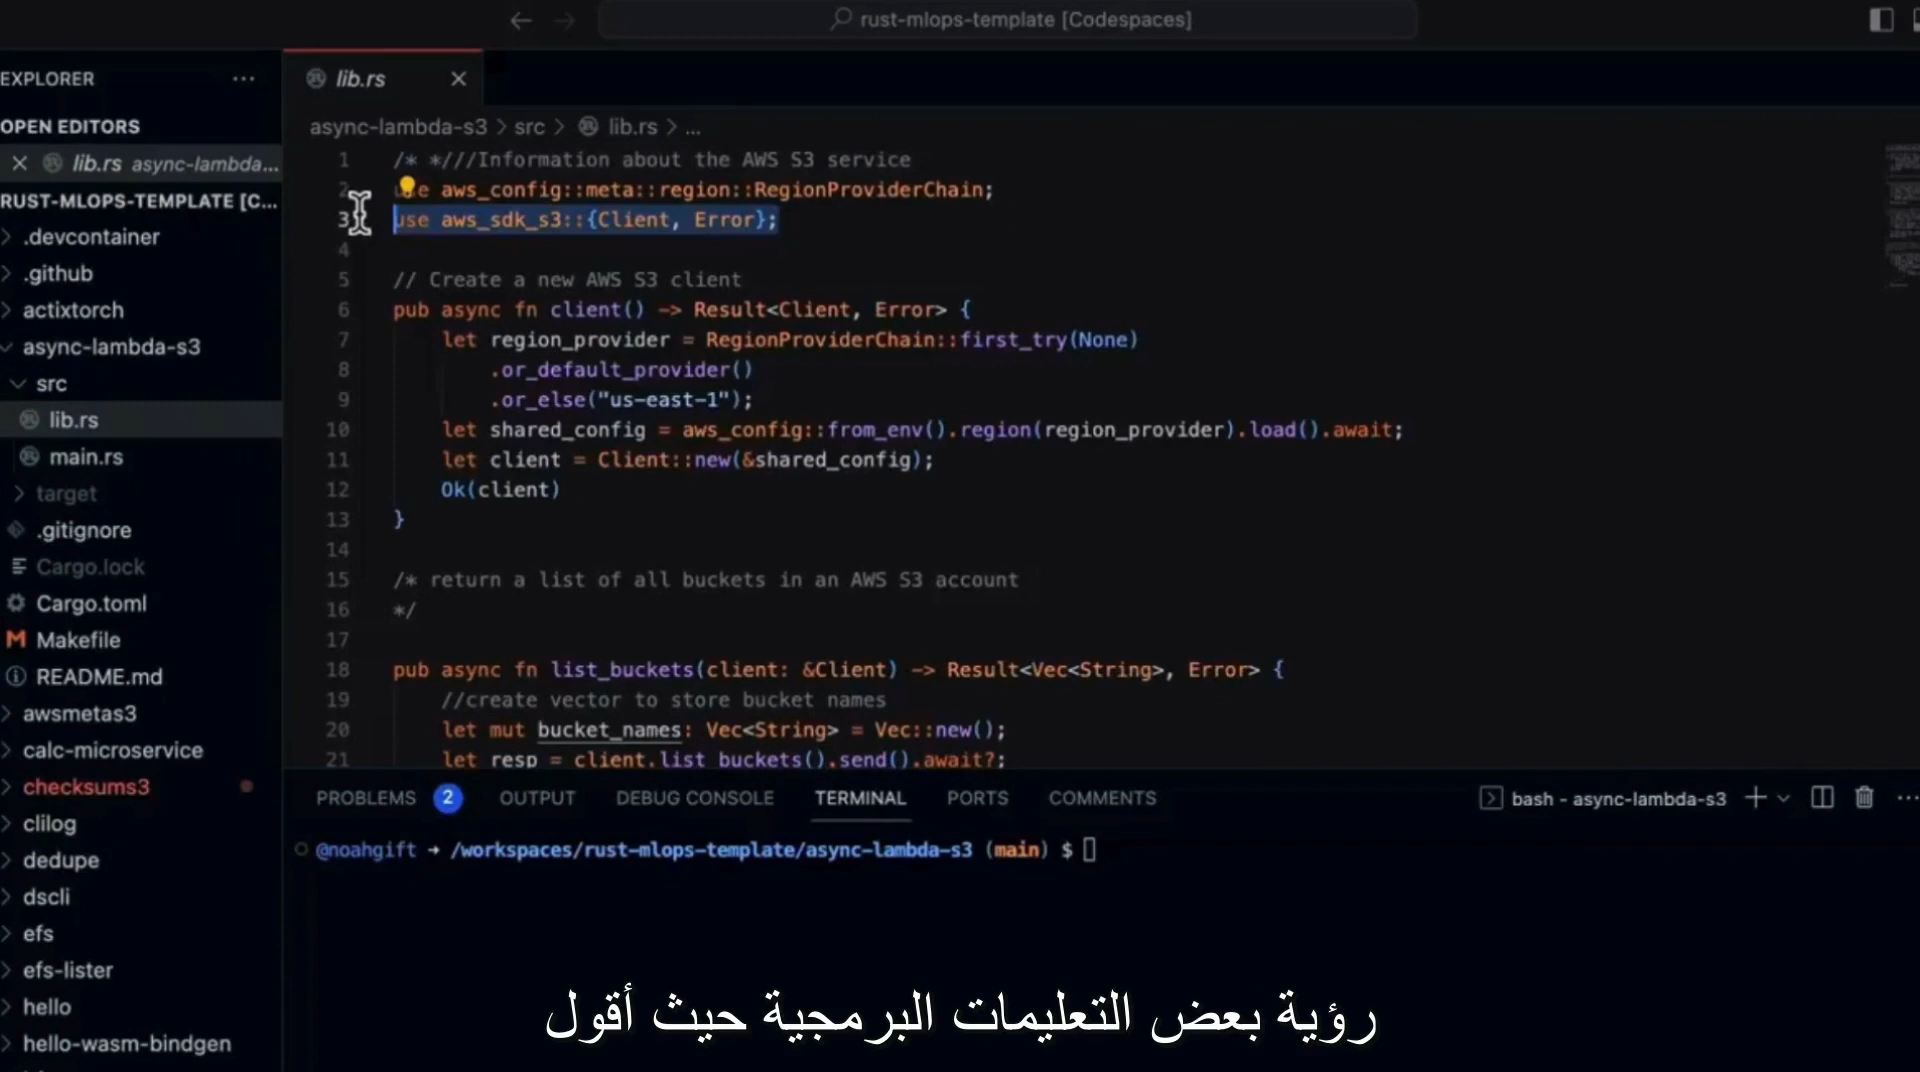 rust-mlops-template [Codespaces]
EXPLORER
OPEN EDITORS
lib.rs async-lambda...
RUST-MLOPS-TEMPLATE [C...
.devcontainer
.github
actixtorch
async-lambda-s3
src
lib.rs
main.rs
target
.gitignore
Cargo.lock
Cargo.toml
Makefile
README.md
awsmetas3
calc-microservice
checksums3
clilog
dedupe
dscli
efs
efs-lister
hello
hello-wasm-bindgen
lib.rs
async-lambda-s3 > src > lib.rs > ...
1 /* *///Information about the AWS S3 service
2 use aws_config::meta::region::RegionProviderChain;
3 use aws_sdk_s3::{Client, Error};
4
5 // Create a new AWS S3 client
6 pub async fn client() -> Result<Client, Error> {
7 let region_provider = RegionProviderChain::first_try(None)
8 .or_default_provider()
9 .or_else("us-east-1");
10 let shared_config = aws_config::from_env().region(region_provider).load().await;
11 let client = Client::new(&shared_config);
12 Ok(client)
13 }
14
15 /* return a list of all buckets in an AWS S3 account
16 */
17
18 pub async fn list_buckets(client: &Client) -> Result<Vec<String>, Error> {
19 //create vector to store bucket names
20 let mut bucket_names: Vec<String> = Vec::new();
21 let resp = client.list_buckets().send().await?;
PROBLEMS 2 OUTPUT DEBUG CONSOLE TERMINAL PORTS COMMENTS
bash - async-lambda-s3
@noahgift → /workspaces/rust-mlops-template/async-lambda-s3 (main) $
رؤية بعض التعليمات البرمجية حيث أقول